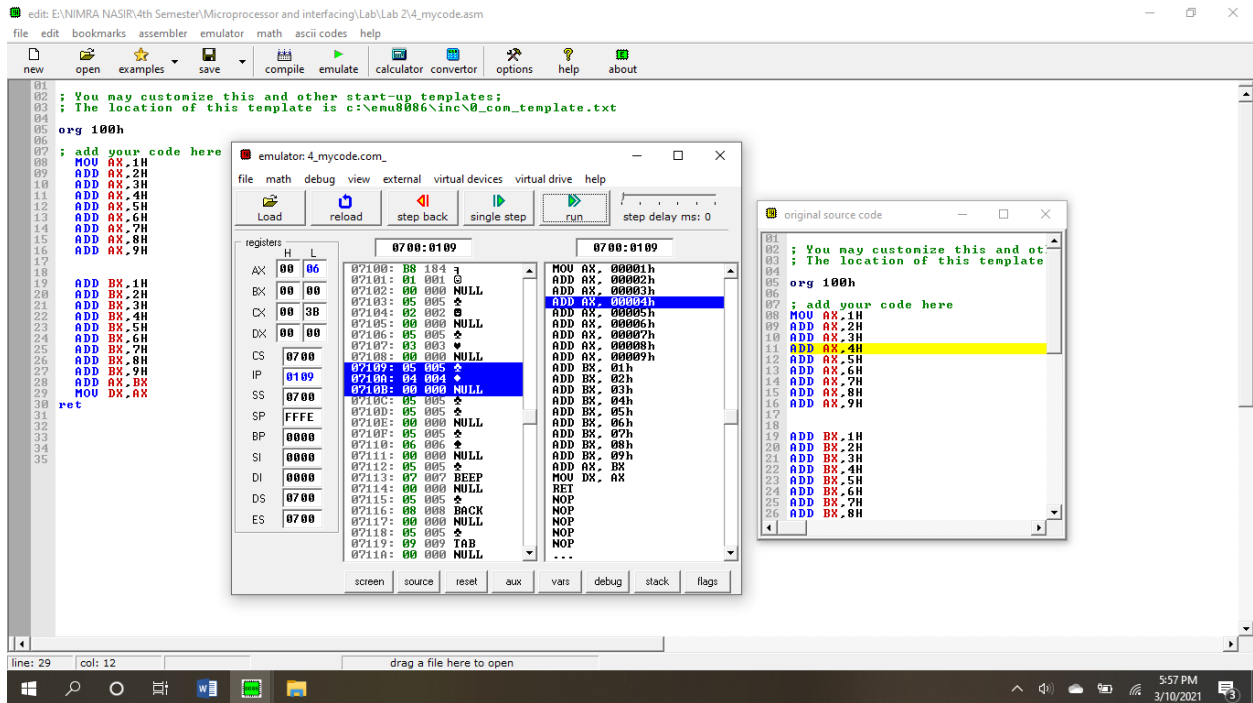 edit: E:\NIMRA NASIR\4th Semester\Microprocessor and interfacing\Lab\Lab 2\4_mycode.asm
file edit bookmarks assembler emulator math ascii codes help
new open examples save compile emulate calculator convertor options help about
01
02 ; You may customize this and other start-up templates;
03 ; The location of this template is c:\emu8086\inc\0_com_template.txt
04
05 org 100h
06
07 ; add your code here
08 MOV AX,1H
09 ADD AX,2H
10 ADD AX,3H
11 ADD AX,4H
12 ADD AX,5H
13 ADD AX,6H
14 ADD AX,7H
15 ADD AX,8H
16 ADD AX,9H
17
18
19 ADD BX,1H
20 ADD BX,2H
21 ADD BX,3H
22 ADD BX,4H
23 ADD BX,5H
24 ADD BX,6H
25 ADD BX,7H
26 ADD BX,8H
27 ADD BX,9H
28 ADD AX,BX
29 MOV DX,AX
30 ret
31
32
33
34
35
emulator: 4_mycode.com_
file math debug view external virtual devices virtual drive help
Load reload step back single step run step delay ms: 0
registers
H L
AX 00 06
BX 00 00
CX 00 3B
DX 00 00
CS 0700
IP 0109
SS 0700
SP FFFE
BP 0000
SI 0000
DI 0000
DS 0700
ES 0700
0700:0109
07100: B8 184 ╕
07101: 01 001 ☺
07102: 00 000 NULL
07103: 05 005 ♣
07104: 02 002 ☻
07105: 00 000 NULL
07106: 05 005 ♣
07107: 03 003 ♥
07108: 00 000 NULL
07109: 05 005 ♣
0710A: 04 004 ♦
0710B: 00 000 NULL
0710C: 05 005 ♣
0710D: 05 005 ♣
0710E: 00 000 NULL
0710F: 05 005 ♣
07110: 06 006 ♠
07111: 00 000 NULL
07112: 05 005 ♣
07113: 07 007 BEEP
07114: 00 000 NULL
07115: 05 005 ♣
07116: 08 008 BACK
07117: 00 000 NULL
07118: 05 005 ♣
07119: 09 009 TAB
0711A: 00 000 NULL
0700:0109
MOV AX, 00001h
ADD AX, 00002h
ADD AX, 00003h
ADD AX, 00004h
ADD AX, 00005h
ADD AX, 00006h
ADD AX, 00007h
ADD AX, 00008h
ADD AX, 00009h
ADD BX, 01h
ADD BX, 02h
ADD BX, 03h
ADD BX, 04h
ADD BX, 05h
ADD BX, 06h
ADD BX, 07h
ADD BX, 08h
ADD BX, 09h
ADD AX, BX
MOV DX, AX
RET
NOP
NOP
NOP
NOP
...
screen source reset aux vars debug stack flags
original source code
01
02 ; You may customize this and ot
03 ; The location of this template
04
05 org 100h
06
07 ; add your code here
08 MOV AX,1H
09 ADD AX,2H
10 ADD AX,3H
11 ADD AX,4H
12 ADD AX,5H
13 ADD AX,6H
14 ADD AX,7H
15 ADD AX,8H
16 ADD AX,9H
17
18
19 ADD BX,1H
20 ADD BX,2H
21 ADD BX,3H
22 ADD BX,4H
23 ADD BX,5H
24 ADD BX,6H
25 ADD BX,7H
26 ADD BX,8H
line: 29 col: 12 drag a file here to open
5:57 PM
3/10/2021
3